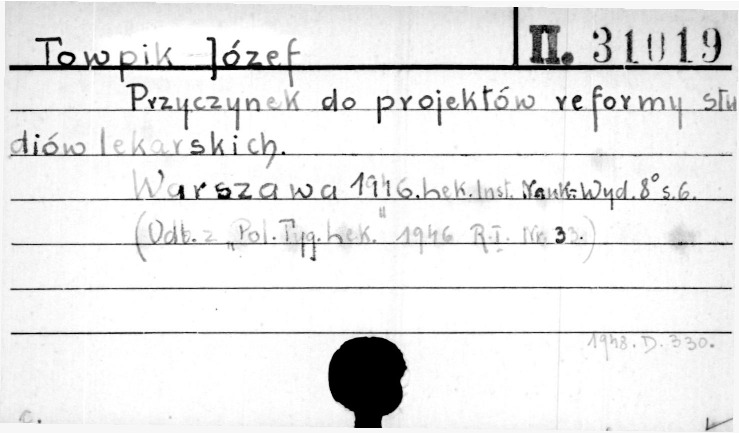 Towpik Józef II. 31019
Przyczynek do projektów reformy stu
diów lekarskich.
Warszawa 1946. Lek. Inst. Nauk.-Wyd. 8° s. 6.
(Odb. z „Pol. Tyg. Lek." 1946 R. I. Nr. 33.)
1948. D. 330.
C.